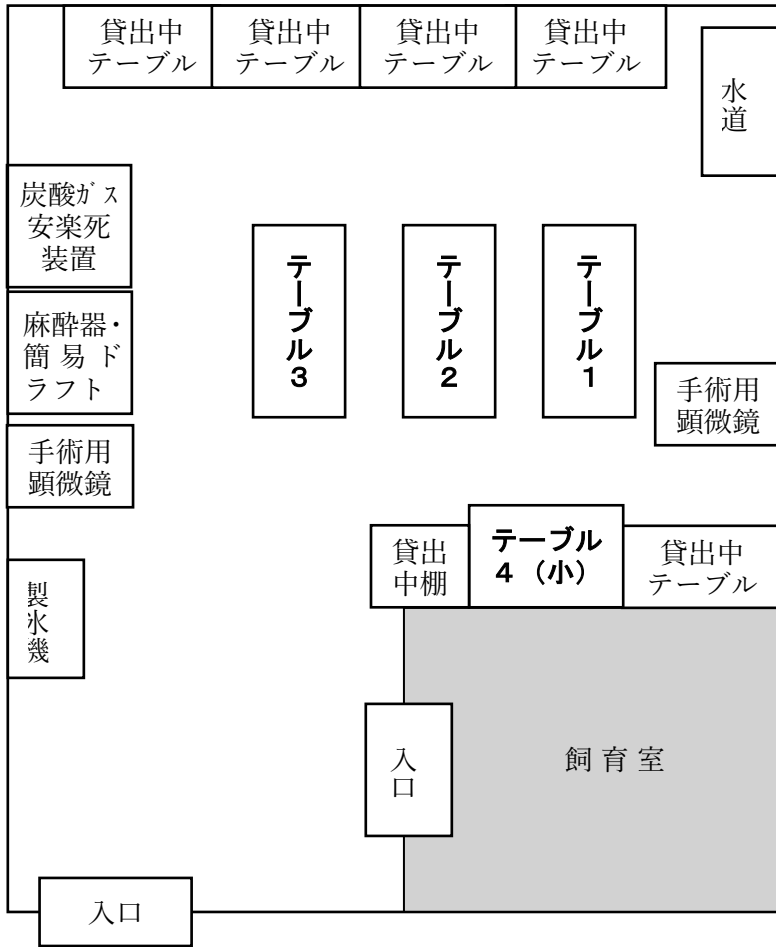 貸出中
テーブル
貸出中
テーブル
貸出中
テーブル
貸出中
テーブル
水道
炭酸ガス
安楽死
装置
テーブル3
テーブル2
テーブル1
麻酔器・
簡易ド
ラフト
手術用
顕微鏡
手術用
顕微鏡
貸出
中棚
テーブル
4（小）
貸出中
テーブル
製氷幾
入口
飼育室
入口